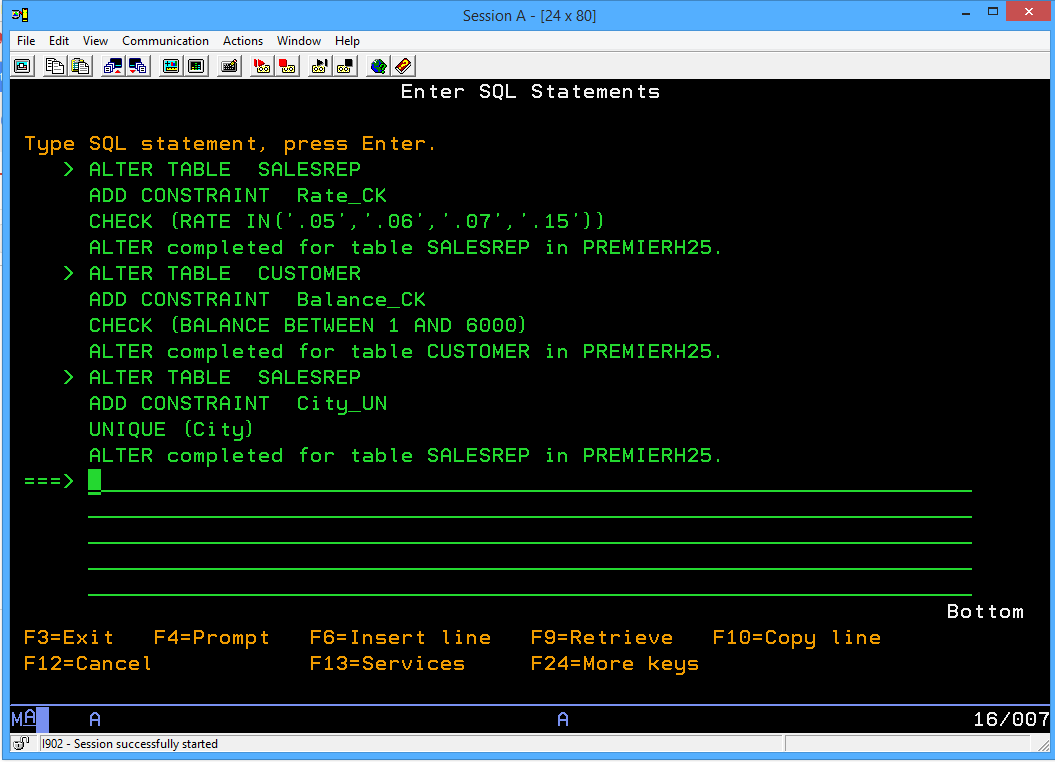 Session A - [24 x 80]
File Edit View Communication Actions Window Help
Enter SQL Statements
Type SQL statement, press Enter.
> ALTER TABLE  SALESREP
ADD CONSTRAINT  Rate_CK
CHECK (RATE IN('.05','.06','.07','.15'))
ALTER completed for table SALESREP in PREMIERH25.
> ALTER TABLE  CUSTOMER
ADD CONSTRAINT  Balance_CK
CHECK (BALANCE BETWEEN 1 AND 6000)
ALTER completed for table CUSTOMER in PREMIERH25.
> ALTER TABLE  SALESREP
ADD CONSTRAINT  City_UN
UNIQUE (City)
ALTER completed for table SALESREP in PREMIERH25.
===>
Bottom
F3=Exit   F4=Prompt   F6=Insert line   F9=Retrieve   F10=Copy line
F12=Cancel            F13=Services     F24=More keys
MA A A 16/007
I902 - Session successfully started